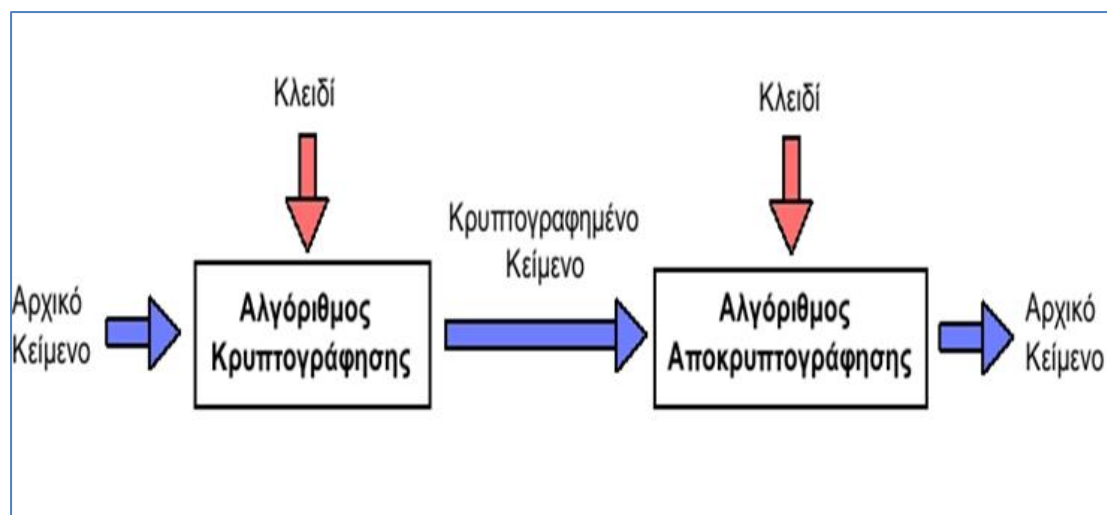 Κλειδί
Κλειδί
Κρυπτογραφημένο
Κείμενο
Αρχικό
Κείμενο
Αλγόριθμος
Κρυπτογράφησης
Αλγόριθμος
Αποκρυπτογράφησης
Αρχικό
Κείμενο